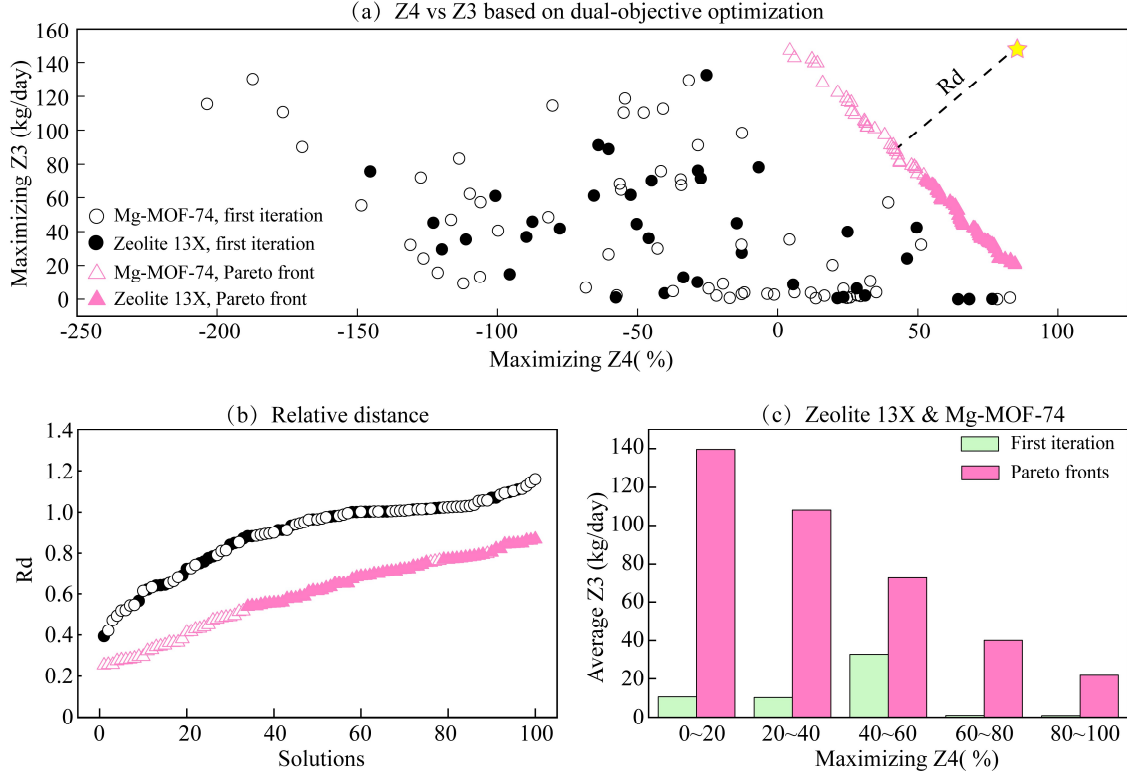 (a) Z4 vs Z3 based on dual-objective optimization
Maximizing Z3 (kg/day)
160
140
120
100
80
60
40
20
0
Rd
Mg-MOF-74, first iteration
Zeolite 13X, first iteration
Mg-MOF-74, Pareto front
Zeolite 13X, Pareto front
-250 -200 -150 -100 -50 0 50 100
Maximizing Z4( %)
(b) Relative distance
Rd
1.4
1.2
1.0
0.8
0.6
0.4
0.2
0
0 20 40 60 80 100
Solutions
(c) Zeolite 13X & Mg-MOF-74
Average Z3 (kg/day)
140
120
100
80
60
40
20
0
First iteration
Pareto fronts
0~20 20~40 40~60 60~80 80~100
Maximizing Z4( %)